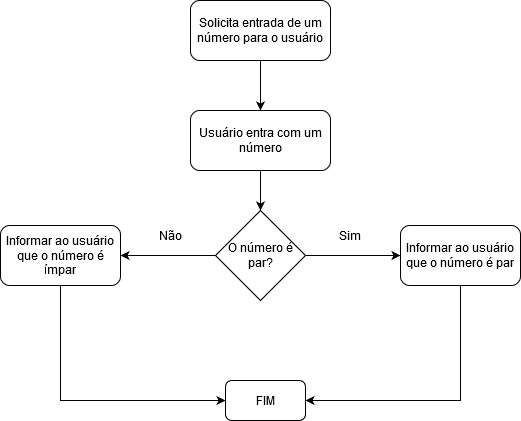 Solicita entrada de um
número para o usuário
Usuário entra com um
número
Não
Sim
O número é
par?
Informar ao usuário
que o número é
ímpar
Informar ao usuário
que o número é par
FIM